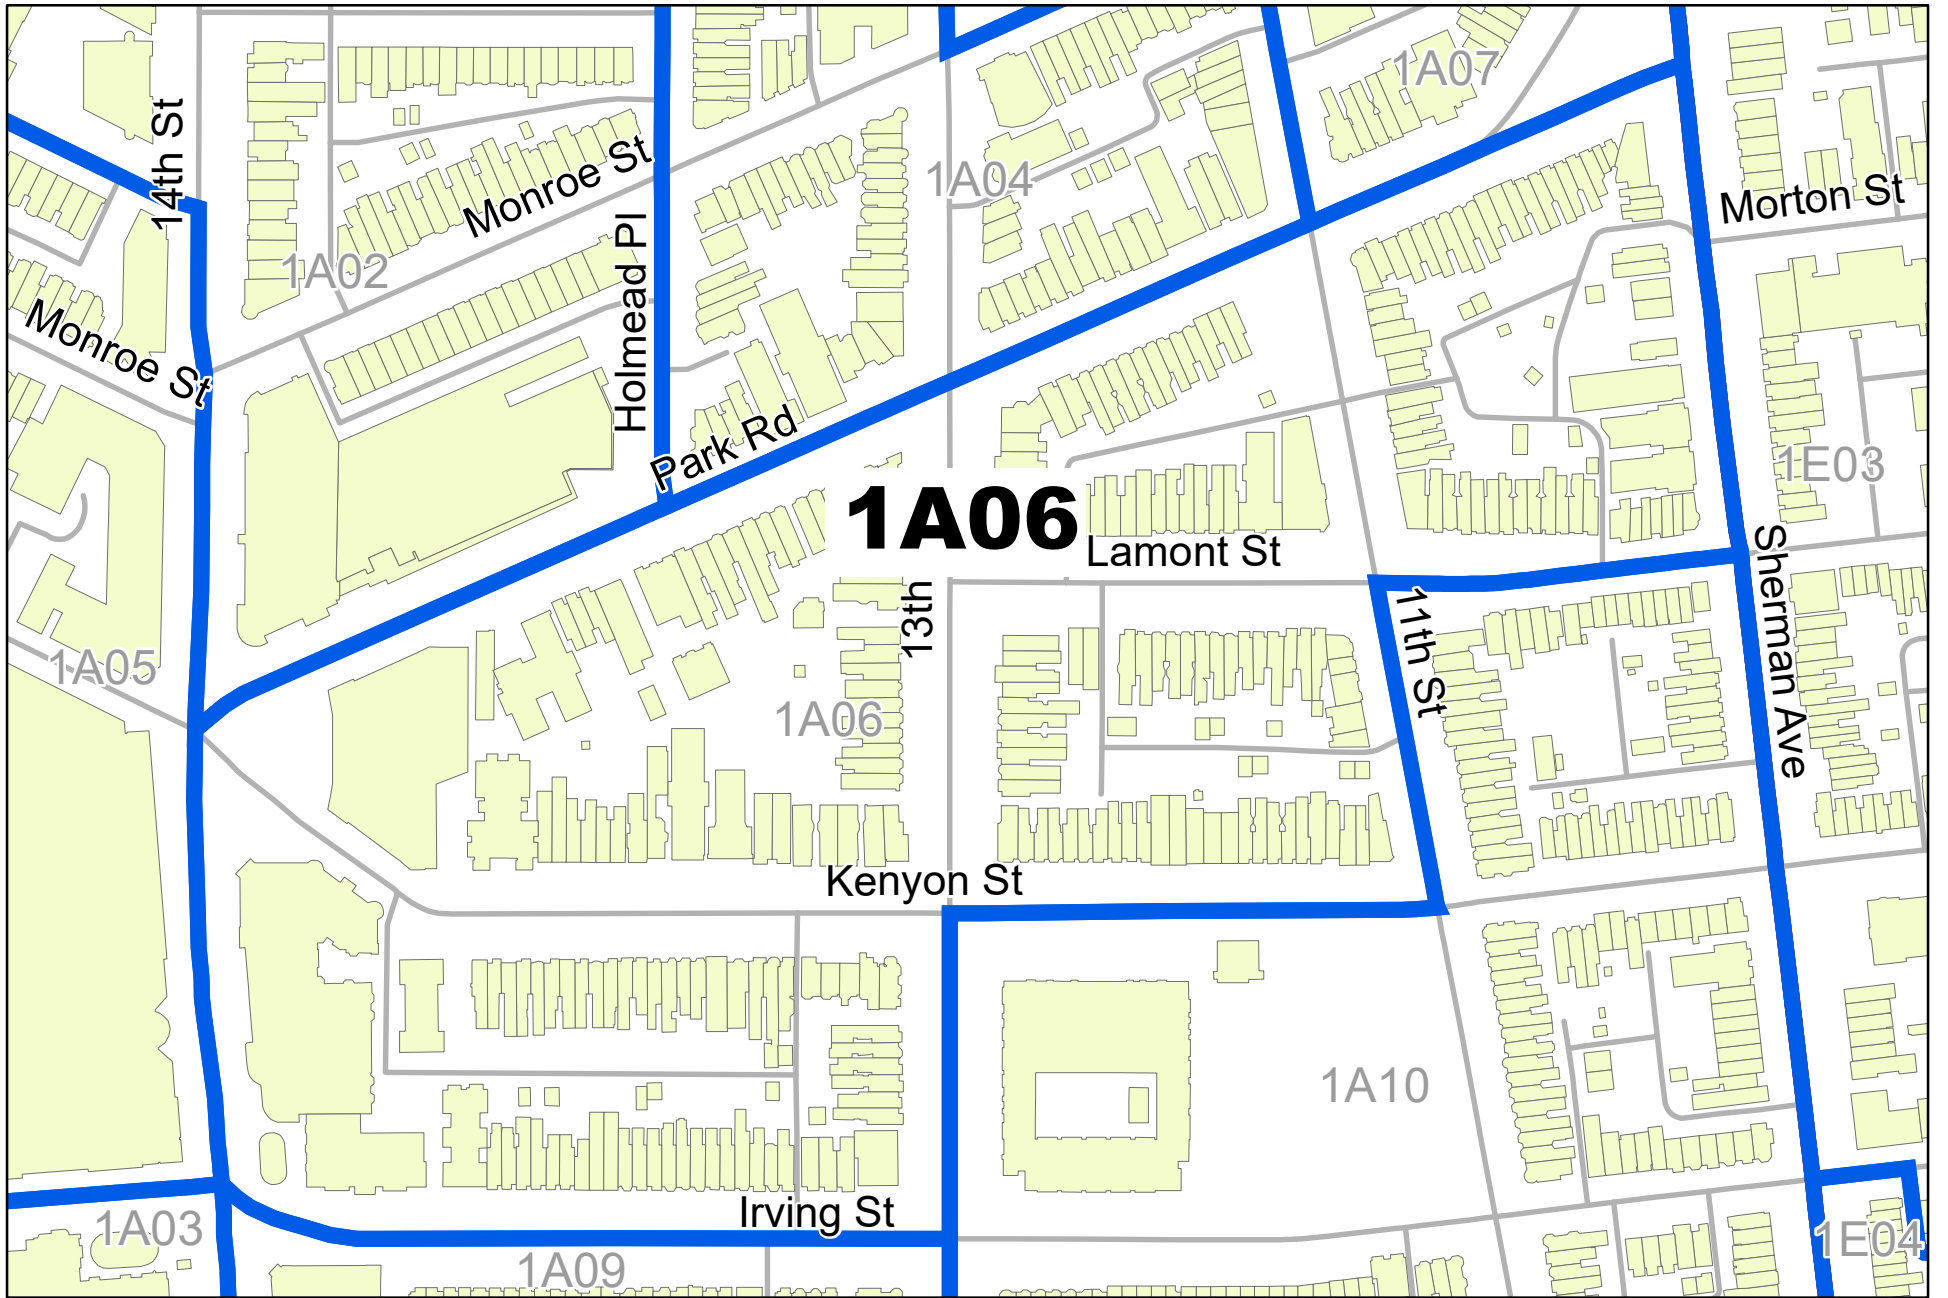 1A07
14th St
Monroe St
1A04
Morton St
1A02
Holmead Pl
Monroe St
Park Rd
1E03
1A06
Lamont St
Sherman Ave
13th
11th St
1A05
1A06
Kenyon St
1A10
Irving St
1A03
1A09
1E04